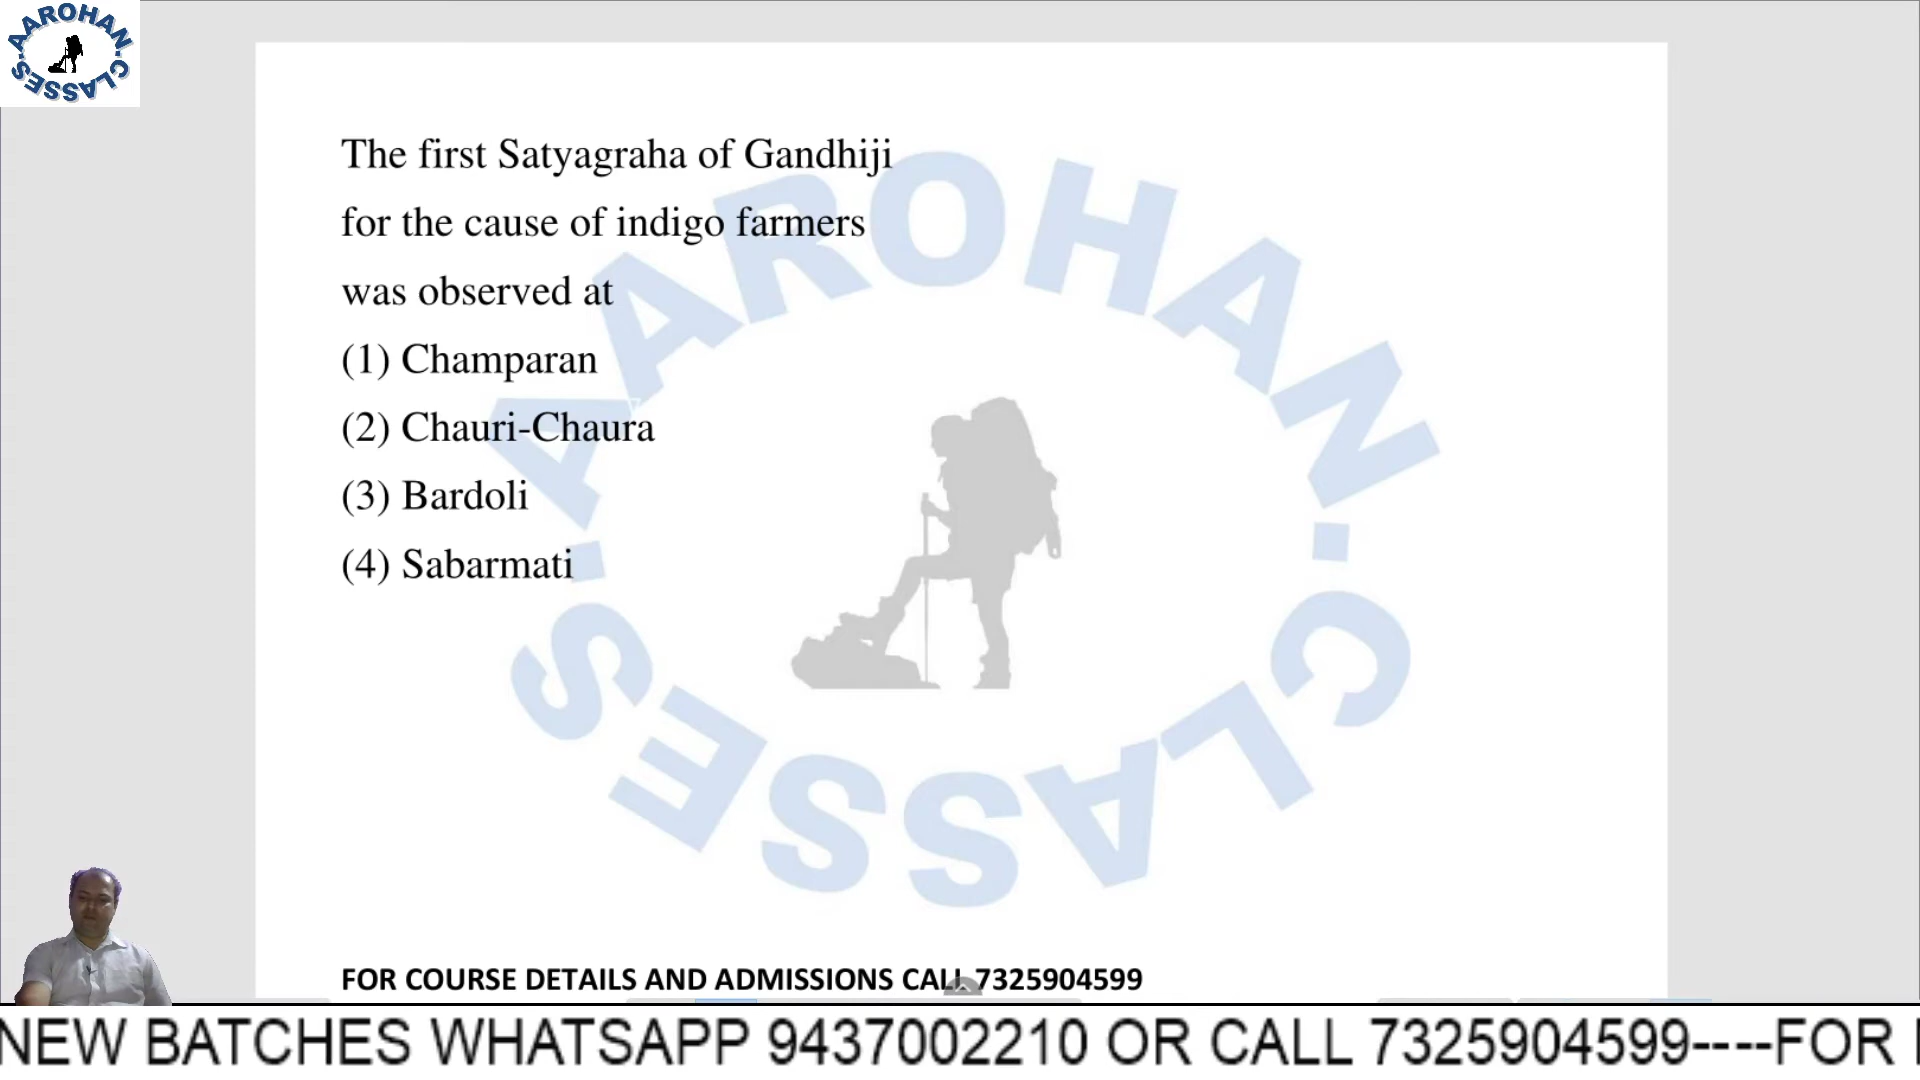 AAROHAN.CLASSES.
The first Satyagraha of Gandhiji
for the cause of indigo farmers
was observed at
(1) Champaran
(2) Chauri-Chaura
(3) Bardoli
(4) Sabarmati
AAROHAN.CLASSES.
FOR COURSE DETAILS AND ADMISSIONS CALL 7325904599
NEW BATCHES WHATSAPP 9437002210 OR CALL 7325904599----FOR